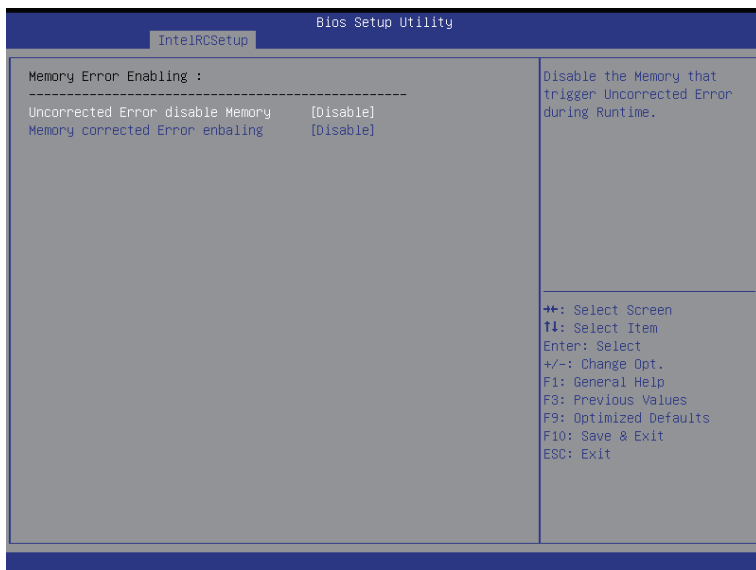 Bios Setup Utility
IntelRCSetup
Memory Error Enabling :
--------------------------------------------------
Uncorrected Error disable Memory [Disable]
Memory corrected Error enbaling [Disable]
Disable the Memory that
trigger Uncorrected Error
during Runtime.
→←: Select Screen
↑↓: Select Item
Enter: Select
+/-: Change Opt.
F1: General Help
F3: Previous Values
F9: Optimized Defaults
F10: Save & Exit
ESC: Exit